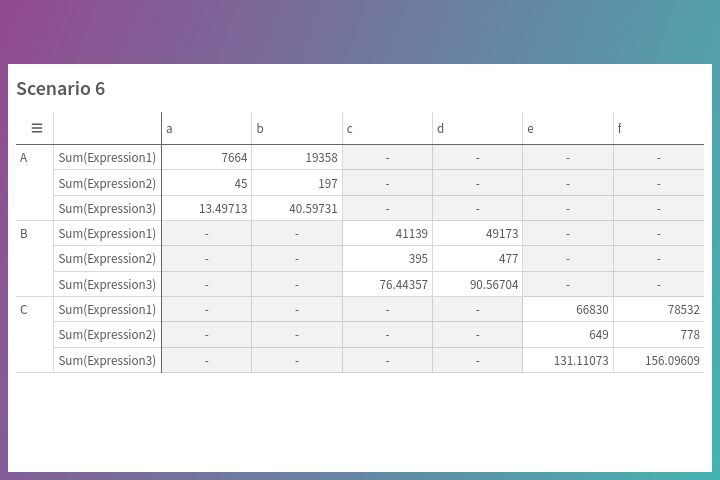 Scenario 6
a b c d e f
A Sum(Expression1) 7664 19358 - - - -
Sum(Expression2) 45 197 - - - -
Sum(Expression3) 13.49713 40.59731 - - - -
B Sum(Expression1) - - 41139 49173 - -
Sum(Expression2) - - 395 477 - -
Sum(Expression3) - - 76.44357 90.56704 - -
C Sum(Expression1) - - - - 66830 78532
Sum(Expression2) - - - - 649 778
Sum(Expression3) - - - - 131.11073 156.09609